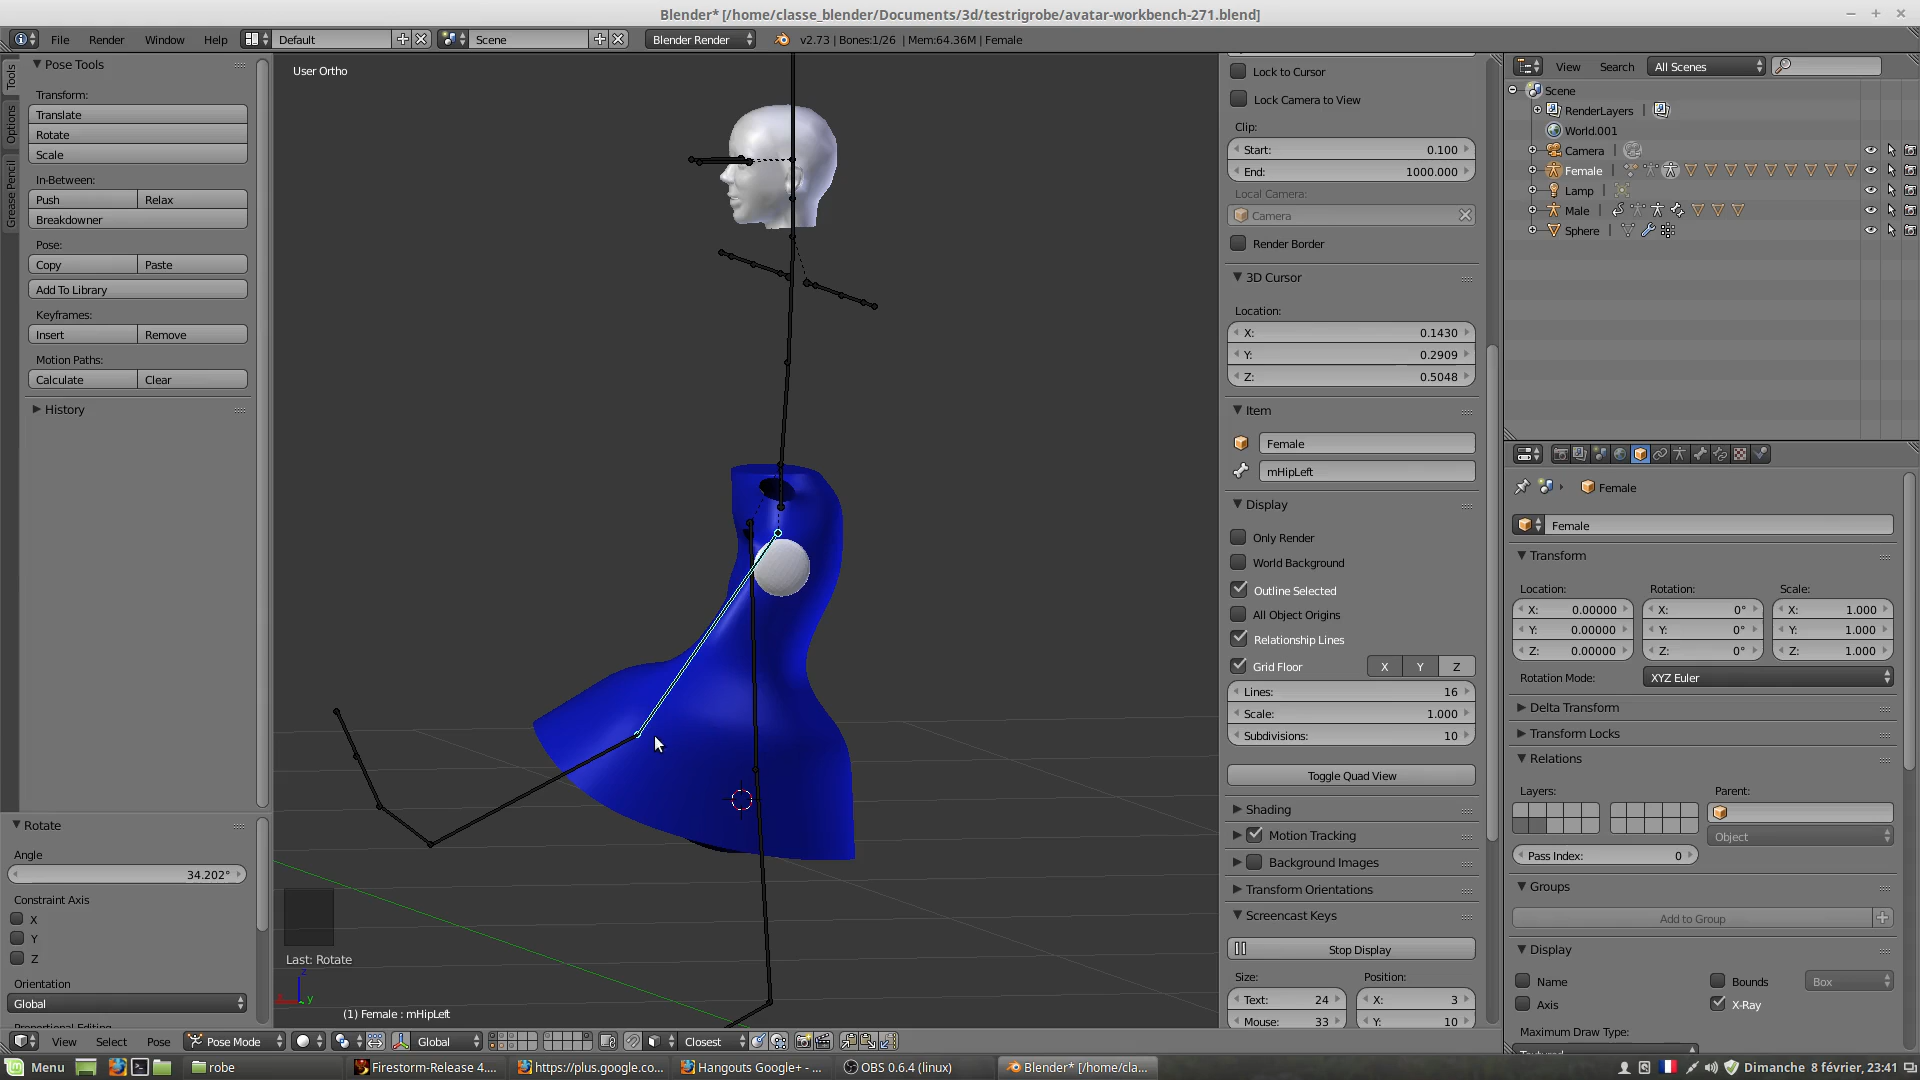 Blender* [/home/classe_blender/Documents/3d/testrigrobe/avatar-workbench-271.blend]
File Render Window Help Default Scene Blender Render v2.73 | Bones:1/26 | Mem:64.36M | Female
Tools
Options
Grease Pencil
Pose Tools
Transform:
Translate
Rotate
Scale
In-Between:
Push Relax
Breakdowner
Pose:
Copy Paste
Add To Library
Keyframes:
Insert Remove
Motion Paths:
Calculate Clear
History
Rotate
Angle
34.202°
Constraint Axis
X
Y
Z
Orientation
Global
User Ortho
Last: Rotate
z
y
(1) Female : mHipLeft
Lock to Cursor
Lock Camera to View
Clip:
Start: 0.100
End: 1000.000
Local Camera:
Camera
Render Border
3D Cursor
Location:
X: 0.1430
Y: 0.2909
Z: 0.5048
Item
Female
mHipLeft
Display
Only Render
World Background
Outline Selected
All Object Origins
Relationship Lines
Grid Floor X Y Z
Lines: 16
Scale: 1.000
Subdivisions: 10
Toggle Quad View
Shading
Motion Tracking
Background Images
Transform Orientations
Screencast Keys
Stop Display
Size: Position:
Text: 24 X: 3
Mouse: 33 Y: 10
View Search All Scenes
Scene
RenderLayers
World.001
Camera
Female
Lamp
Male
Sphere
Female
Female
Transform
Location: Rotation: Scale:
X: 0.00000 X: 0° X: 1.000
Y: 0.00000 Y: 0° Y: 1.000
Z: 0.00000 Z: 0° Z: 1.000
Rotation Mode: XYZ Euler
Delta Transform
Transform Locks
Relations
Layers: Parent:
Object
Pass Index: 0
Groups
Add to Group
Display
Name Bounds Box
Axis X-Ray
Maximum Draw Type:
View Select Pose Pose Mode Global Closest
Menu robe Firestorm-Release 4.... https://plus.google.co... Hangouts Google+ - ... OBS 0.6.4 (linux) Blender* [/home/cla... Dimanche 8 février, 23:41